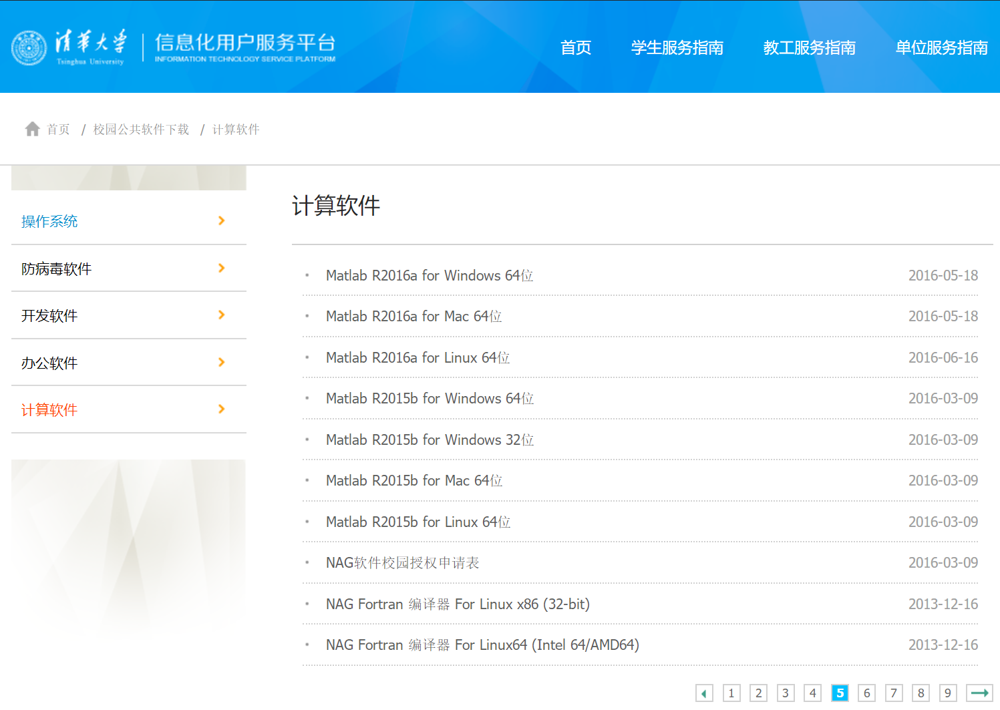 清华大学
Tsinghua University
信息化用户服务平台
INFORMATION TECHNOLOGY SERVICE PLATFORM
首页 学生服务指南 教工服务指南 单位服务指南
首页 / 校园公共软件下载 / 计算软件
操作系统
防病毒软件
开发软件
办公软件
计算软件
计算软件
Matlab R2016a for Windows 64位 2016-05-18
Matlab R2016a for Mac 64位 2016-05-18
Matlab R2016a for Linux 64位 2016-06-16
Matlab R2015b for Windows 64位 2016-03-09
Matlab R2015b for Windows 32位 2016-03-09
Matlab R2015b for Mac 64位 2016-03-09
Matlab R2015b for Linux 64位 2016-03-09
NAG软件校园授权申请表 2016-03-09
NAG Fortran 编译器 For Linux x86 (32-bit) 2013-12-16
NAG Fortran 编译器 For Linux64 (Intel 64/AMD64) 2013-12-16
1 2 3 4 5 6 7 8 9